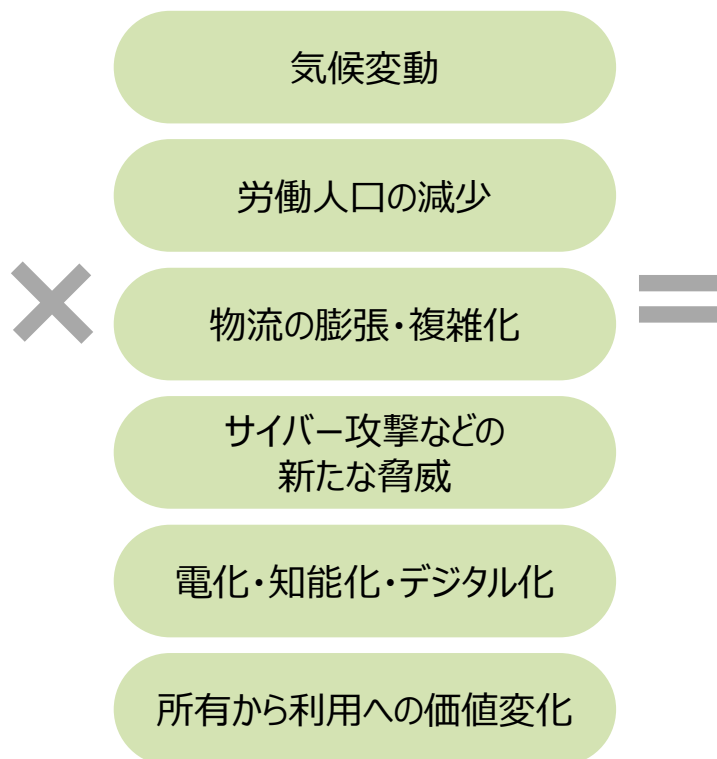 気候変動
労働人口の減少
×
物流の膨張・複雑化
=
サイバー攻撃などの
新たな脅威
電化・知能化・デジタル化
所有から利用への価値変化